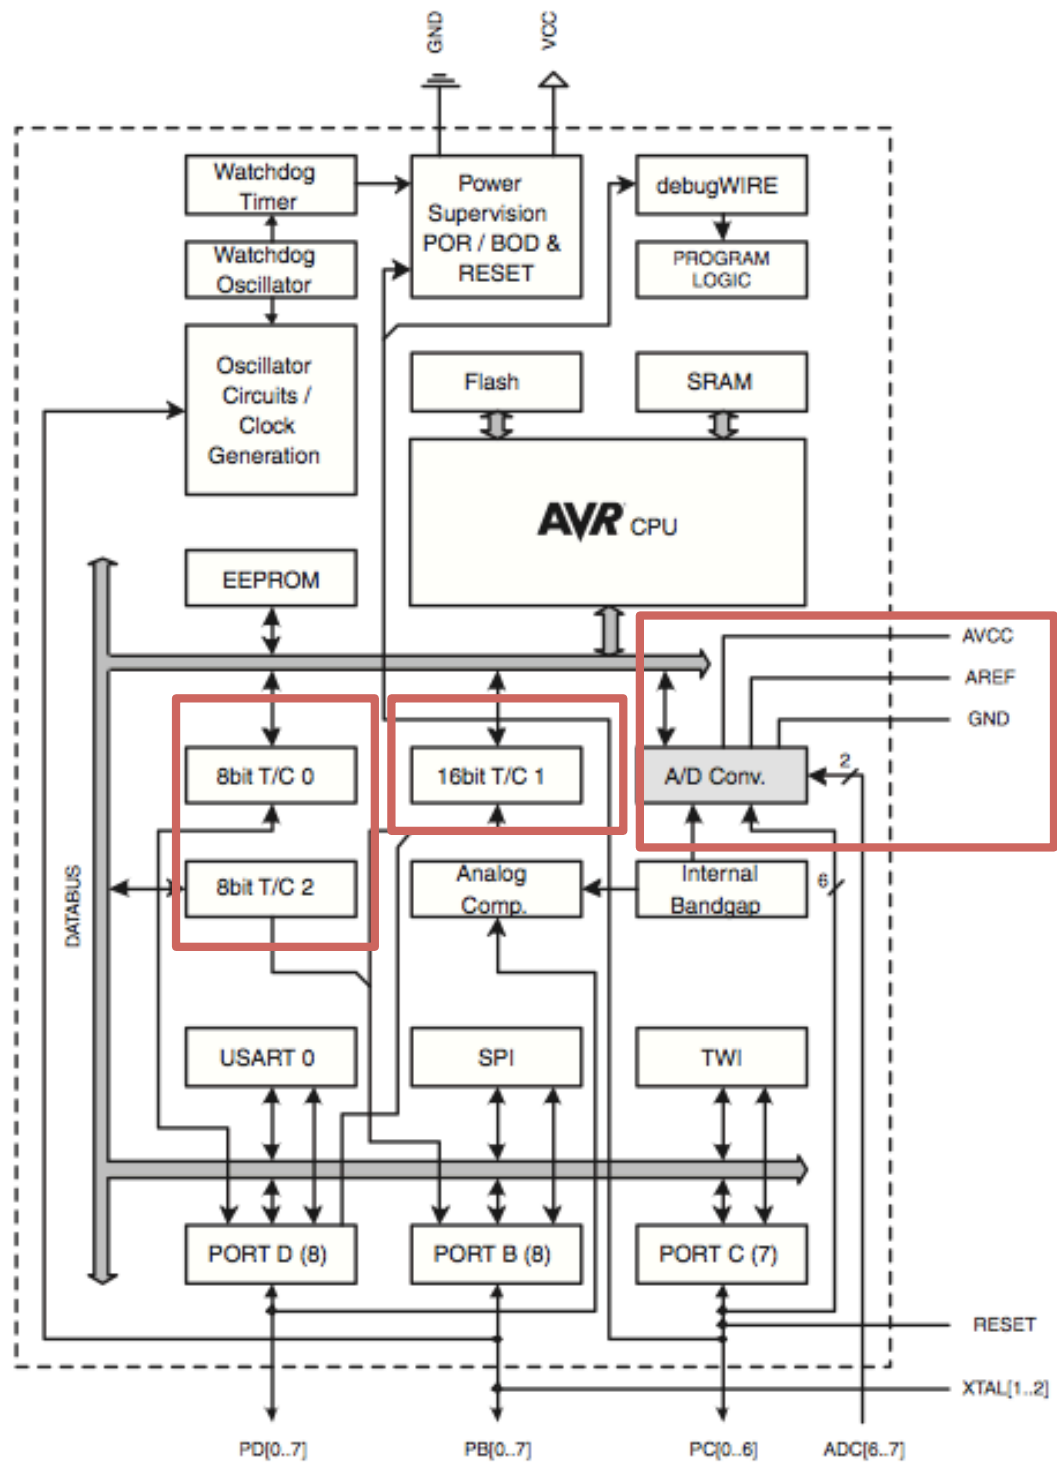 GND
VCC
Watchdog
Timer
Power
Supervision
POR / BOD &
RESET
debugWIRE
Watchdog
Oscillator
PROGRAM
LOGIC
Oscillator
Circuits /
Clock
Generation
Flash
SRAM
AVR CPU
EEPROM
AVCC
AREF
GND
8bit T/C 0
16bit T/C 1
A/D Conv.
2
DATABUS
8bit T/C 2
Analog
Comp.
Internal
Bandgap
6
USART 0
SPI
TWI
PORT D (8)
PORT B (8)
PORT C (7)
RESET
XTAL[1..2]
PD[0..7]
PB[0..7]
PC[0..6]
ADC[6..7]